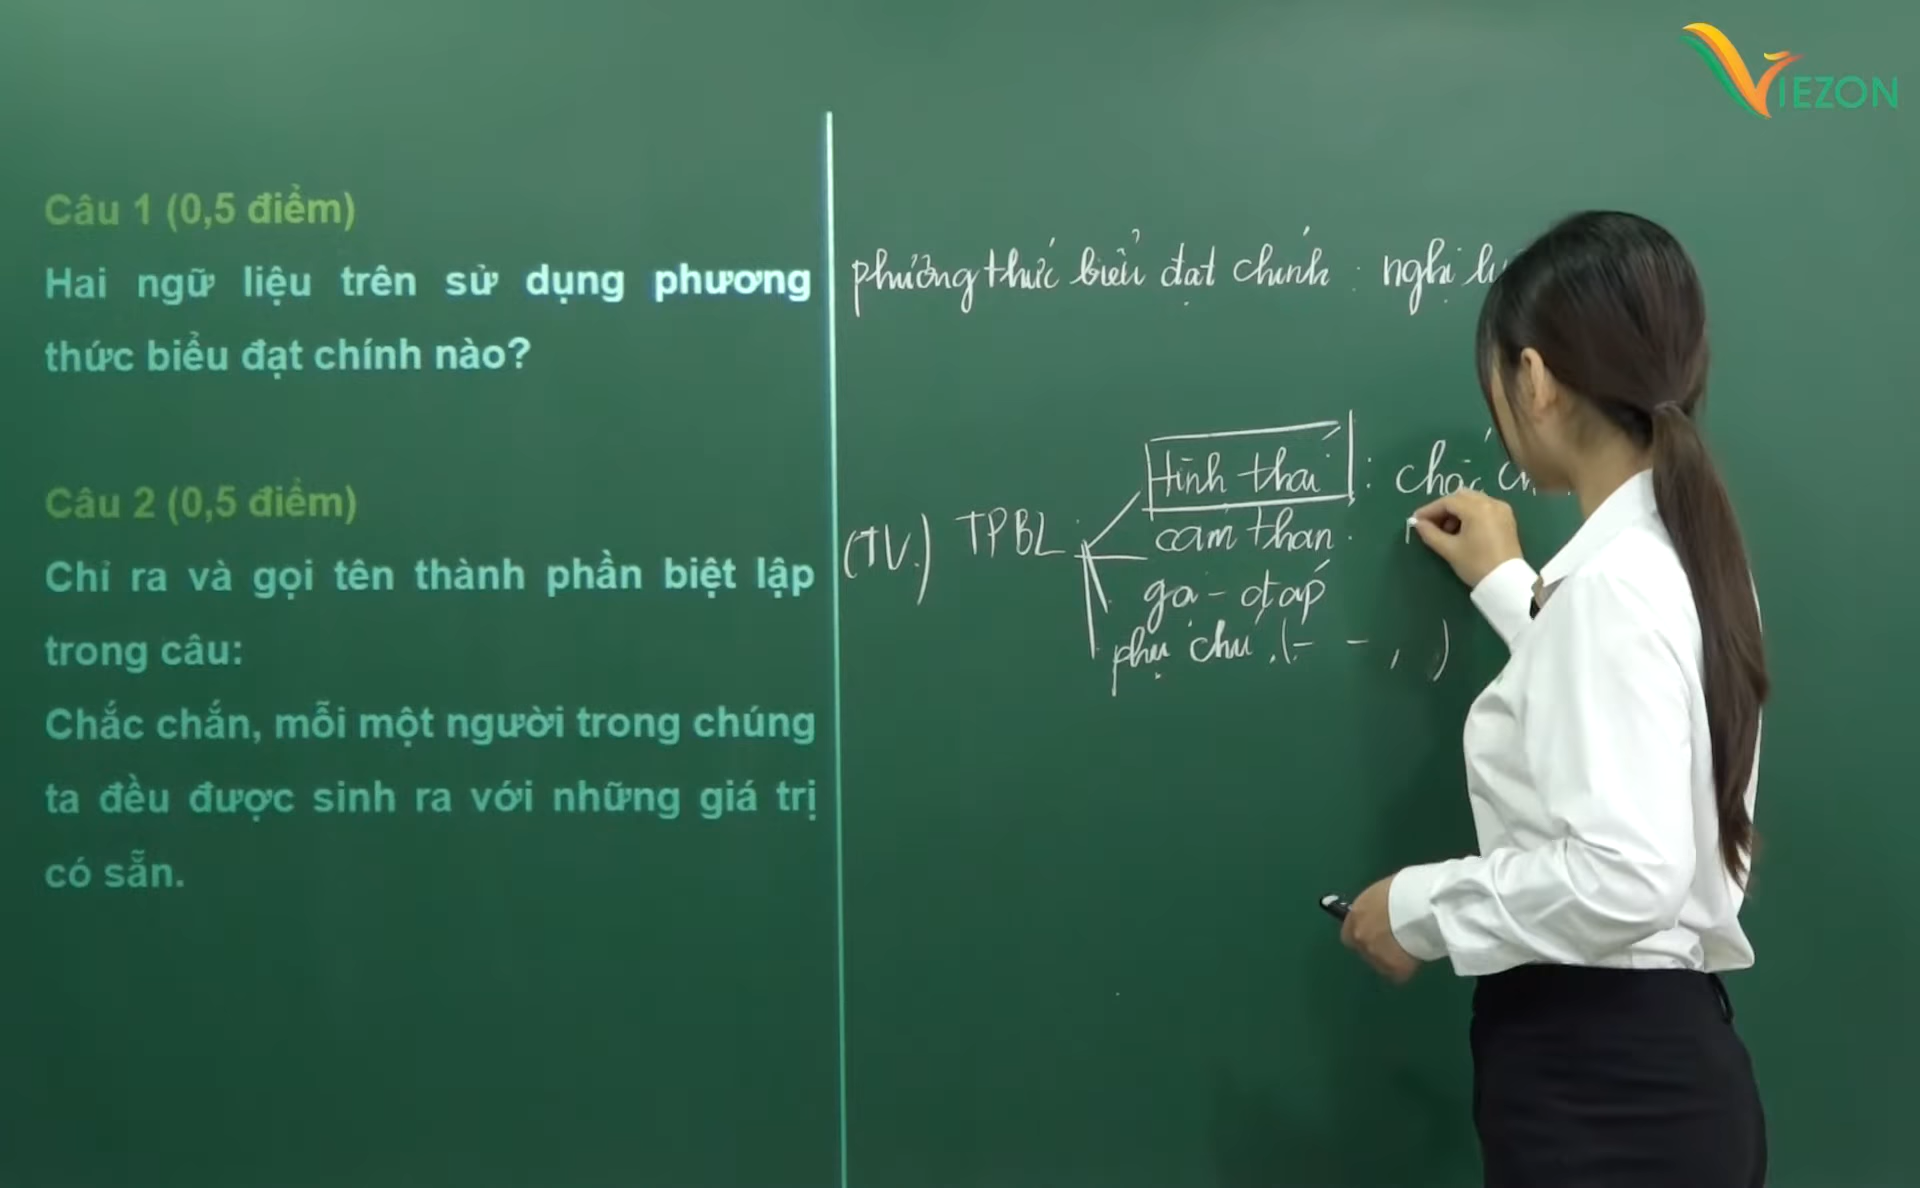 VIEZON
Câu 1 (0,5 điểm)
Hai ngữ liệu trên sử dụng phương
thức biểu đạt chính nào?
Câu 2 (0,5 điểm)
Chỉ ra và gọi tên thành phần biệt lập
trong câu:
Chắc chắn, mỗi một người trong chúng
ta đều được sinh ra với những giá trị
có sẵn.
phương thức biểu đạt chính : nghị
(TV.) TPBL :
tình thái :
cảm thán.
gọi - đáp
phụ chú (- - , )